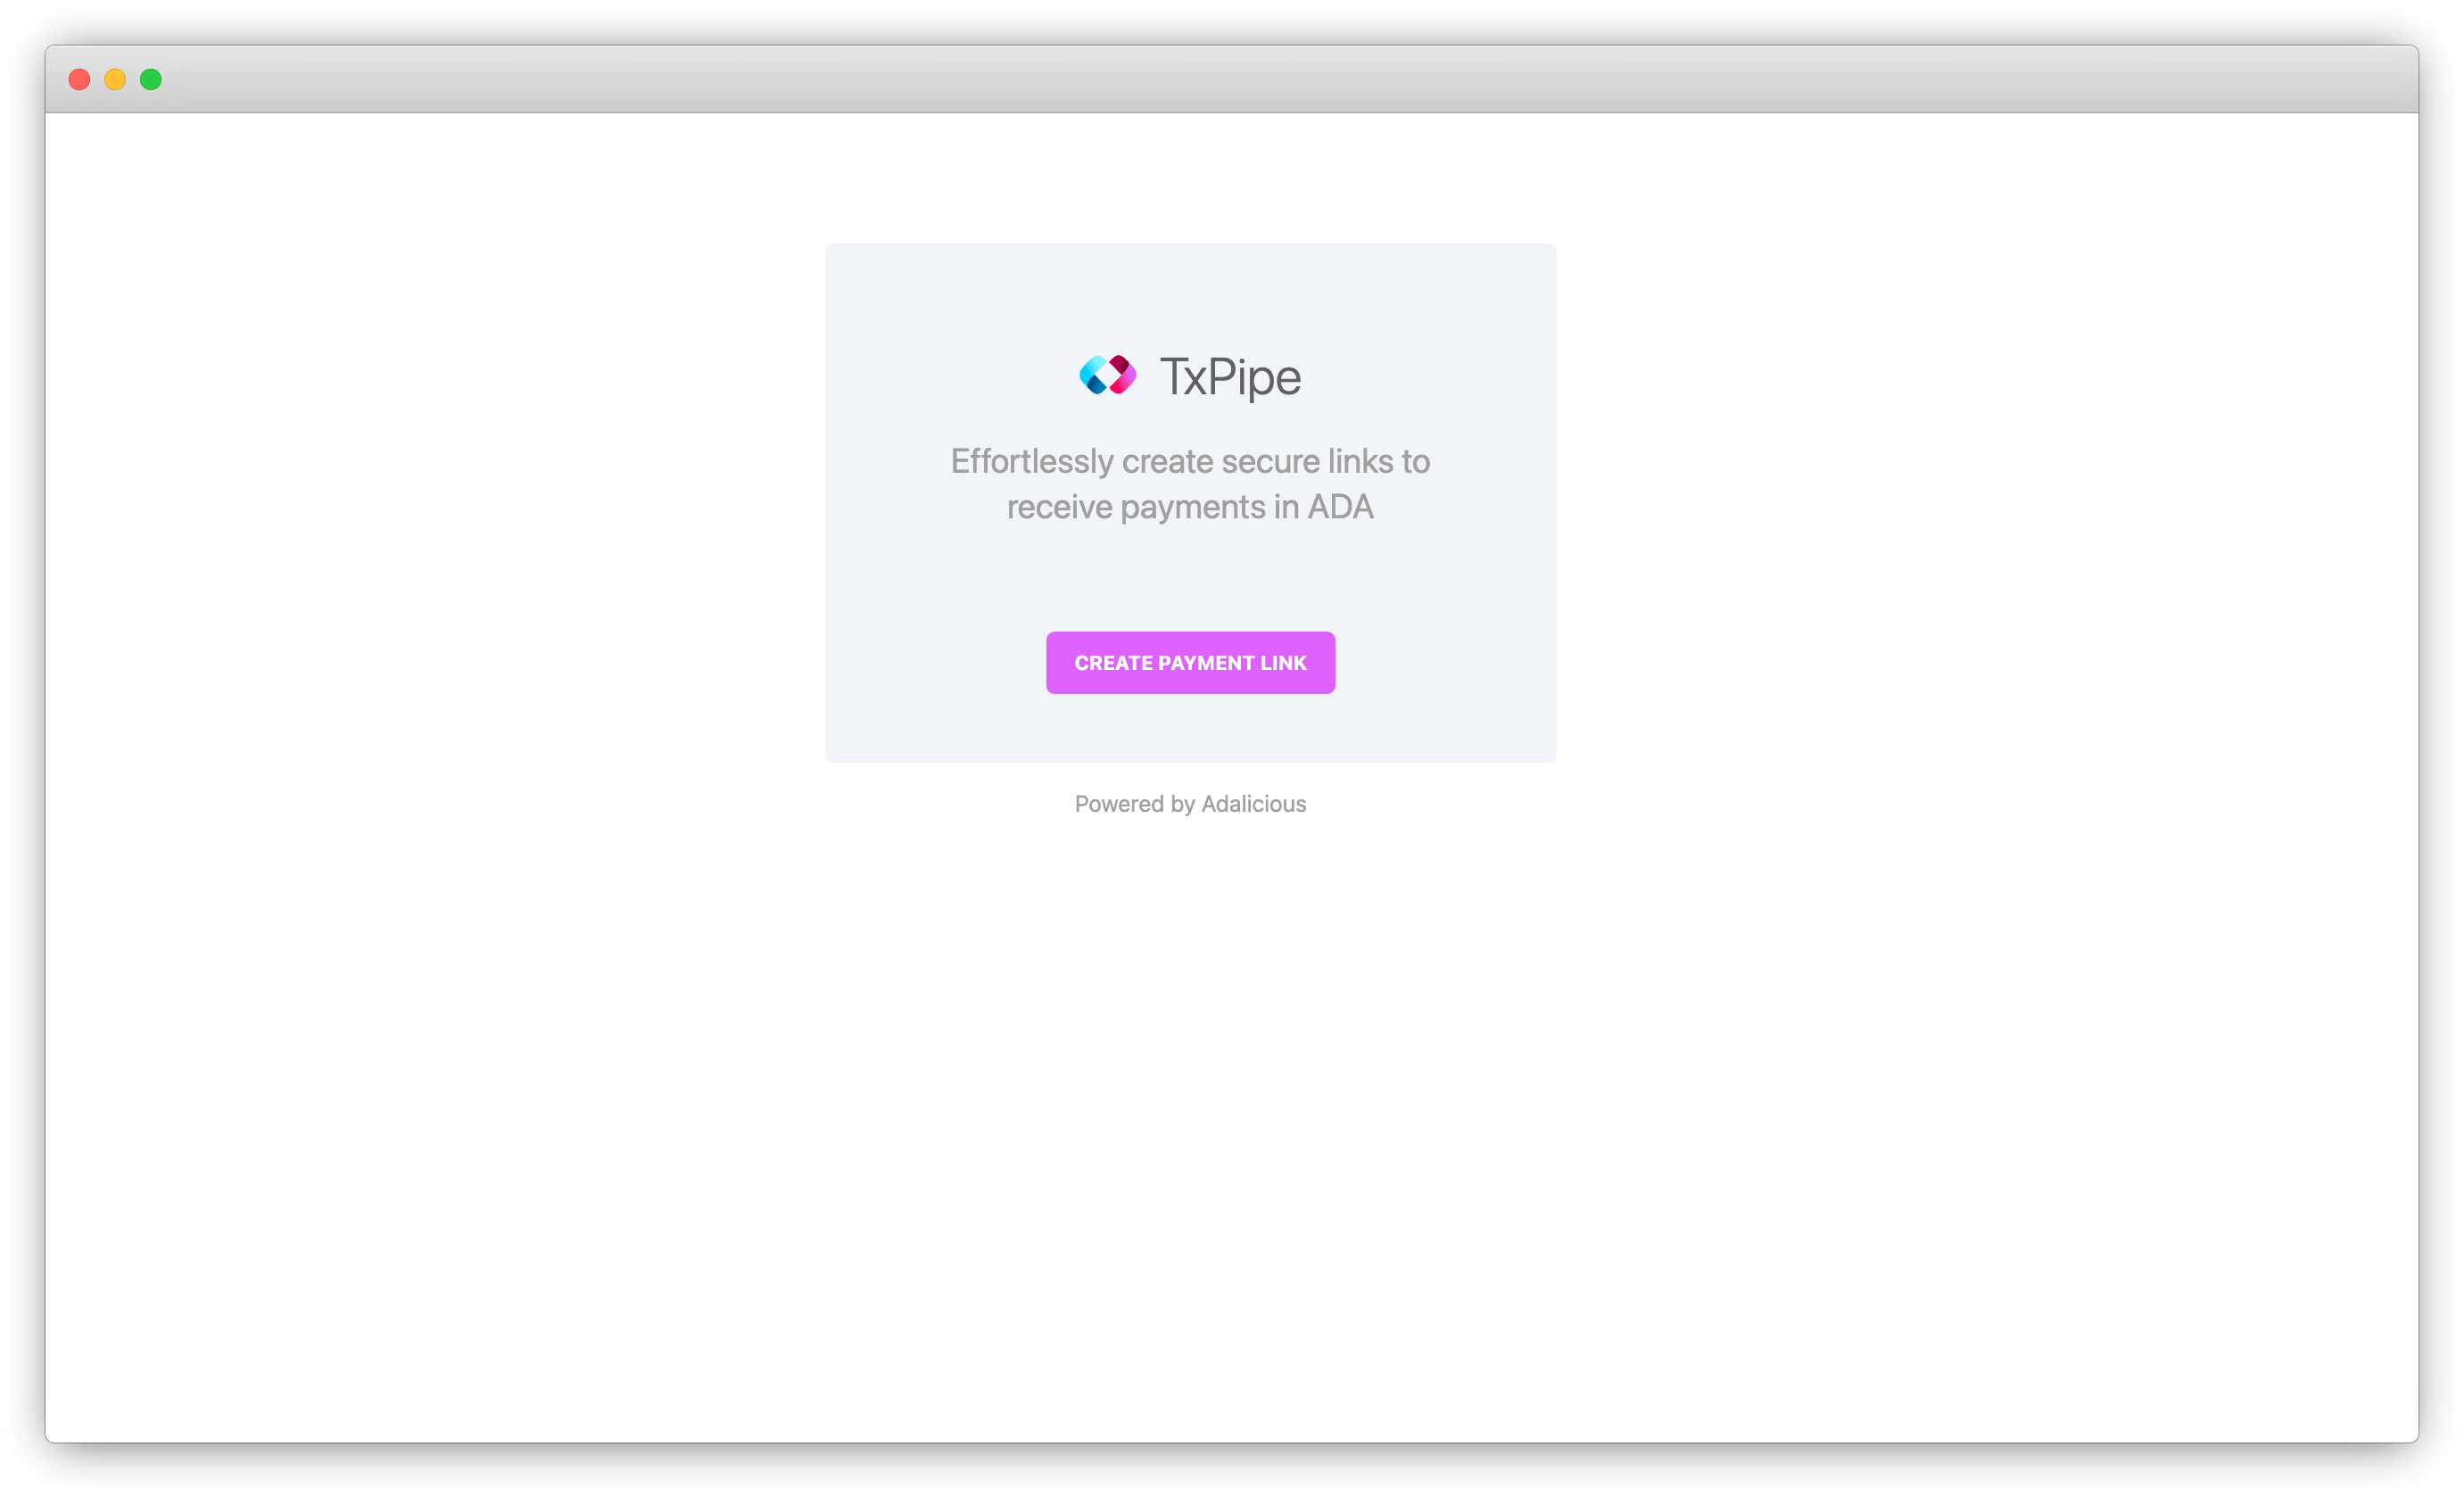 TxPipe
Effortlessly create secure links to
receive payments in ADA
CREATE PAYMENT LINK
Powered by Adalicious